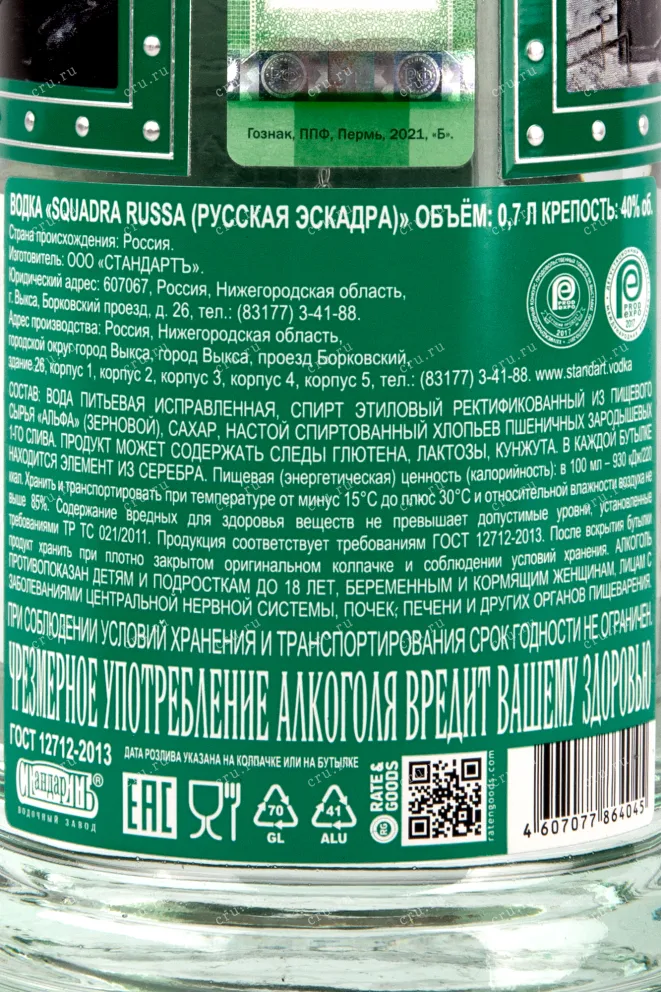 Гознак, ППФ, Пермь, 2021, «Б».
ВОДКА «SQUADRA RUSSA (РУССКАЯ ЭСКАДРА)» ОБЪЁМ: 0,7 Л КРЕПОСТЬ: 40% об.
Страна происхождения: Россия.
Изготовитель: ООО «СТАНДАРТЪ».
Юридический адрес: 607067, Россия, Нижегородская область,
г. Выкса, Борковский проезд, д. 26, тел.: (83177) 3-41-88.
Адрес производства: Россия, Нижегородская область,
городской округ город Выкса, город Выкса, проезд Борковский,
здание 26, корпус 1, корпус 2, корпус 3, корпус 4, корпус 5, тел.: (83177) 3-41-88. www.standart.vodka
PROD EXPO 2017
PROD EXPO 2017
СОСТАВ: ВОДА ПИТЬЕВАЯ ИСПРАВЛЕННАЯ, СПИРТ ЭТИЛОВЫЙ РЕКТИФИКОВАННЫЙ ИЗ ПИЩЕВОГО
СЫРЬЯ «АЛЬФА» (ЗЕРНОВОЙ), САХАР, НАСТОЙ СПИРТОВАННЫЙ ХЛОПЬЕВ ПШЕНИЧНЫХ ЗАРОДЫШЕВЫХ
1-ГО СЛИВА. ПРОДУКТ МОЖЕТ СОДЕРЖАТЬ СЛЕДЫ ГЛЮТЕНА, ЛАКТОЗЫ, КУНЖУТА. В КАЖДОЙ БУТЫЛКЕ
НАХОДИТСЯ ЭЛЕМЕНТ ИЗ СЕРЕБРА. Пищевая (энергетическая) ценность (калорийность): в 100 мл – 930 кДж/220
ккал. Хранить и транспортировать при температуре от минус 15°С до плюс 30°С и относительной влажности воздуха не
выше 85%. Содержание вредных для здоровья веществ не превышает допустимые уровни, установленные
требованиями ТР ТС 021/2011. Продукция соответствует требованиям ГОСТ 12712-2013. После вскрытия бутылки
продукт хранить при плотно закрытом оригинальном колпачке и соблюдении условий хранения. АЛКОГОЛЬ
ПРОТИВОПОКАЗАН ДЕТЯМ И ПОДРОСТКАМ ДО 18 ЛЕТ, БЕРЕМЕННЫМ И КОРМЯЩИМ ЖЕНЩИНАМ, ЛИЦАМ С
ЗАБОЛЕВАНИЯМИ ЦЕНТРАЛЬНОЙ НЕРВНОЙ СИСТЕМЫ, ПОЧЕК, ПЕЧЕНИ И ДРУГИХ ОРГАНОВ ПИЩЕВАРЕНИЯ.
ПРИ СОБЛЮДЕНИИ УСЛОВИЙ ХРАНЕНИЯ И ТРАНСПОРТИРОВАНИЯ СРОК ГОДНОСТИ НЕ ОГРАНИЧЕН.
ЧРЕЗМЕРНОЕ УПОТРЕБЛЕНИЕ АЛКОГОЛЯ ВРЕДИТ ВАШЕМУ ЗДОРОВЬЮ
ГОСТ 12712-2013
ДАТА РОЗЛИВА УКАЗАНА НА КОЛПАЧКЕ ИЛИ НА БУТЫЛКЕ
СТАНДАРТЪ®
ВОДОЧНЫЙ ЗАВОД
EAC
70
GL
41
ALU
RATE & GOODS
RG
ratengoods.com
4 607077 864045
cru.ru